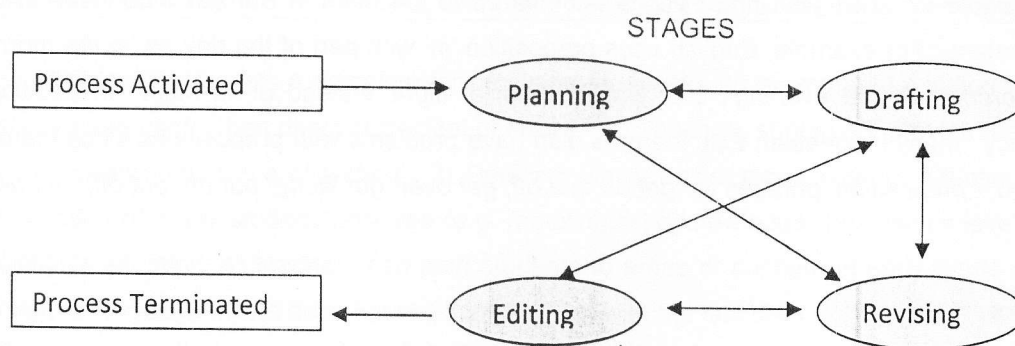 STAGES
Process Activated
Planning
Drafting
Process Terminated
Editing
Revising